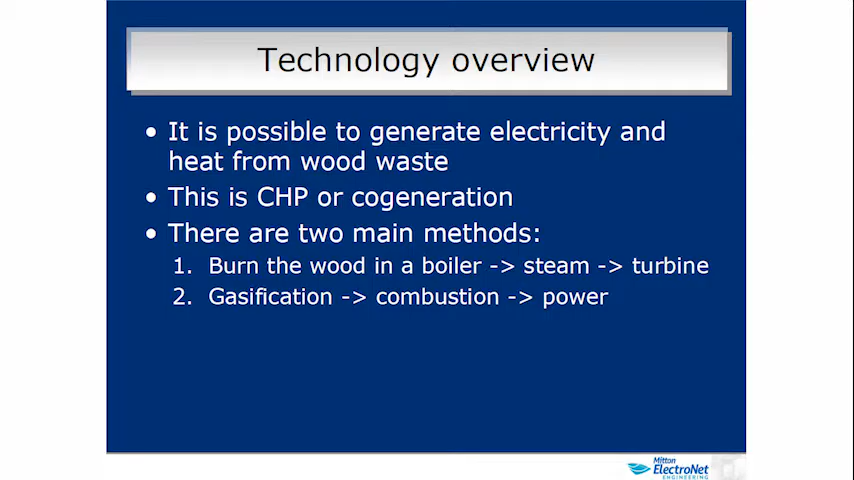 Technology overview
• It is possible to generate electricity and
heat from wood waste
• This is CHP or cogeneration
• There are two main methods:
1. Burn the wood in a boiler -> steam -> turbine
2. Gasification -> combustion -> power
Mitton
ElectroNet
ENGINEERING